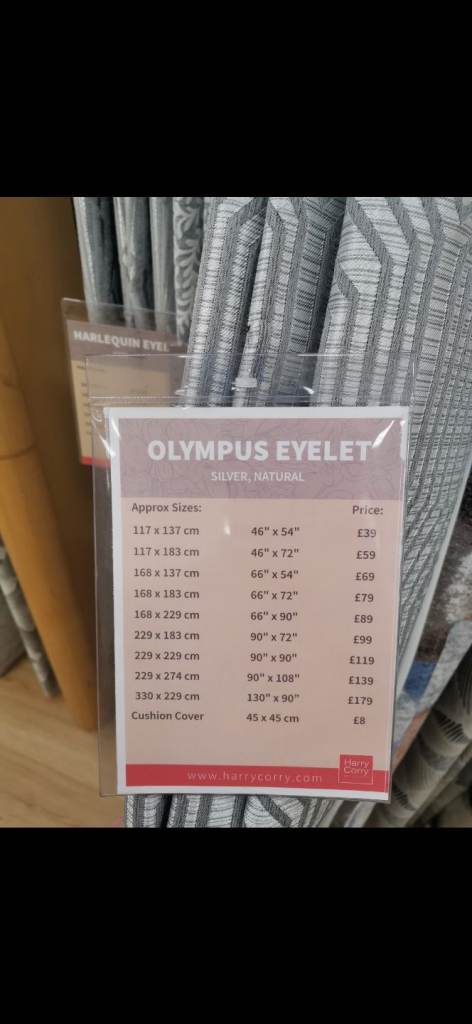 HARLEQUIN EYEL
OLYMPUS EYELET
SILVER, NATURAL
Approx Sizes: Price:
117 x 137 cm 46" x 54" £39
117 x 183 cm 46" x 72" £59
168 x 137 cm 66" x 54" £69
168 x 183 cm 66" x 72" £79
168 x 229 cm 66" x 90" £89
229 x 183 cm 90" x 72" £99
229 x 229 cm 90" x 90" £119
229 x 274 cm 90" x 108" £139
330 x 229 cm 130" x 90" £179
Cushion Cover 45 x 45 cm £8
www.harrycorry.com
Harry
Corry